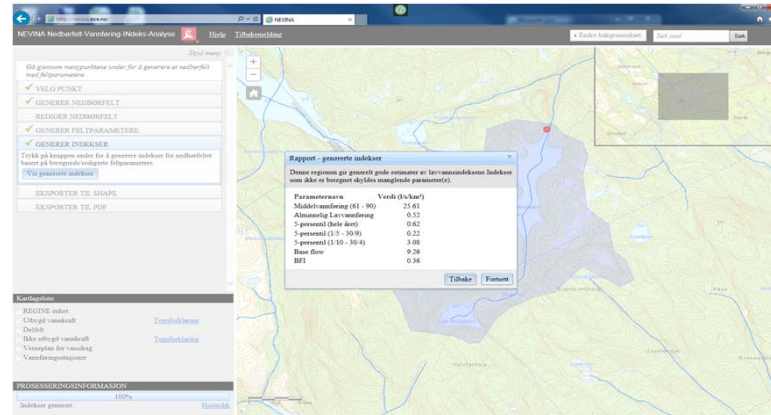 NEVINA
NEVINA Nedbørfelt-Vannføring-INdeks-Analyse
Hjelp
Tilbakemelding
Endre bakgrunnskart
Søk sted
Søk
Skjul meny
Gå gjennom menypunktene under for å generere et nedbørfelt
med feltparametere.
VELG PUNKT
GENERER NEDBØRFELT
REDIGER NEDBØRFELT
GENERER FELTPARAMETERE
GENERER INDEKSER
Trykk på knappen under for å generere indekser for nedbørfeltet
basert på beregnede/redigerte feltparametere.
Vis genererte indekser
EKSPORTER TIL SHAPE
EKSPORTER TIL PDF
Rapport - genererte indekser
Denne regionen gir generelt gode estimater av lavvannsindeksene.Indekser
som ikke er beregnet skyldes manglende parameter(e).
Parameternavn Verdi (l/s/km²)
Middelvannføring (61 - 90) 25.61
Alminnelig Lavvannføring 0.52
5-persentil (hele året) 0.62
5-persentil (1/5 - 30/9) 0.22
5-persentil (1/10 - 30/4) 3.08
Base flow 9.26
BFI 0.36
Tilbake Fortsett
Kartlagsliste
REGINE enhet
Utbygd vannkraft Tegnforklaring
Delfelt
Ikke utbygd vannkraft Tegnforklaring
Verneplan for vassdrag
Vannføringsstasjoner
PROSESSERINGSINFORMASJON
100%
Indekser generert. Historikk